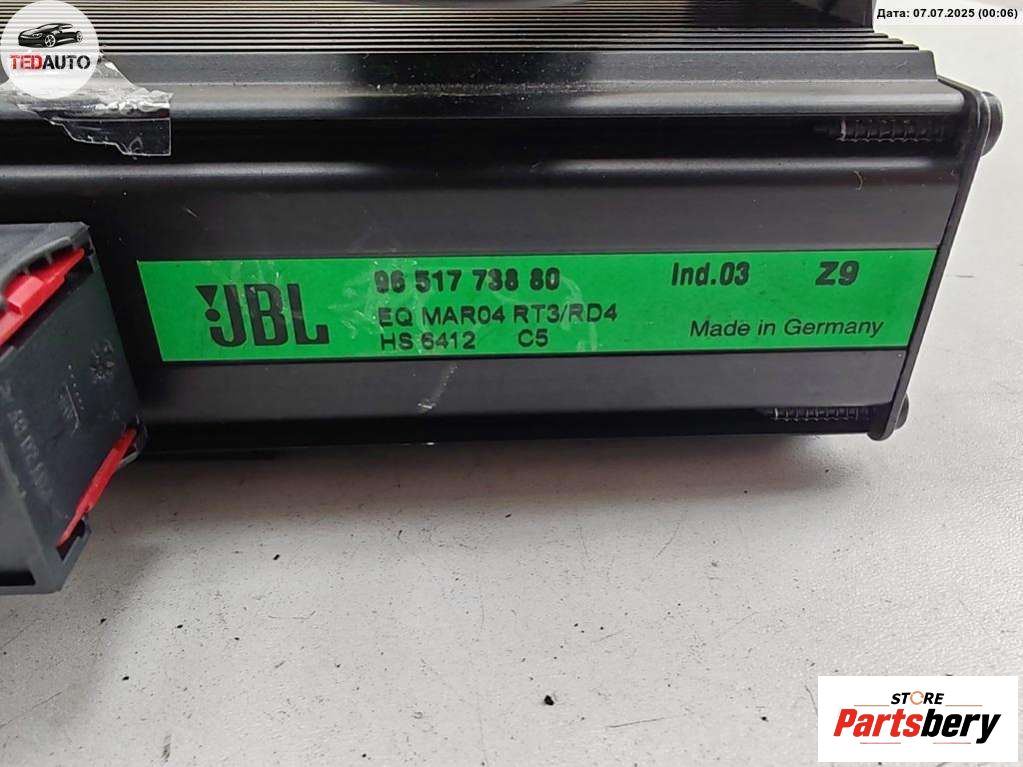 Дата: 07.07.2025 (00:06)
TEDAUTO
JBL
96 517 738 80
Ind.03 Z9
EQ MAR04 RT3/RD4
HS 6412 C5
Made in Germany
STORE
Partsbery